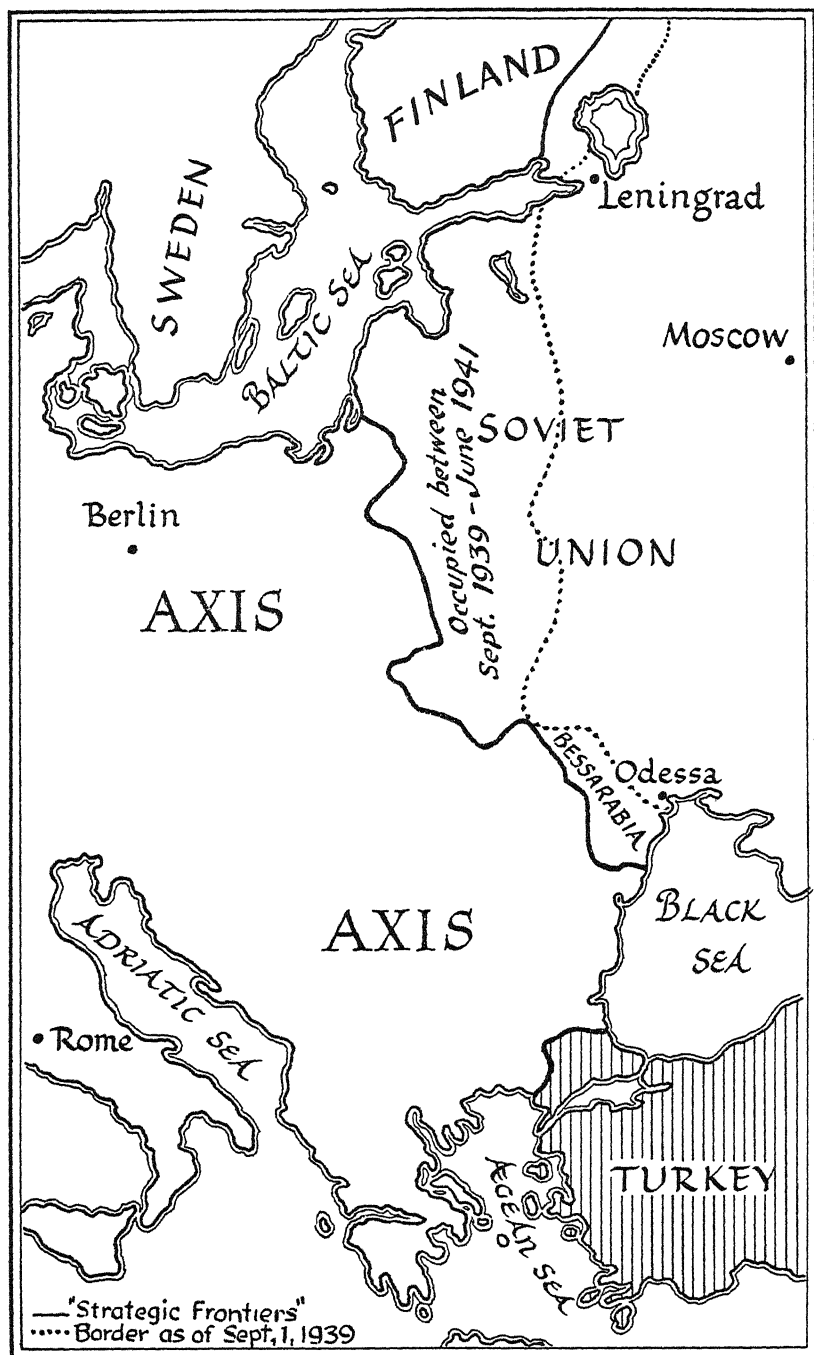 FINLAND
Leningrad
SWEDEN
BALTIC SEA
Moscow
Occupied between
Sept. 1939 - June 1941
SOVIET
UNION
Berlin
AXIS
BESSARABIA
Odessa
AXIS
BLACK
SEA
ADRIATIC SEA
Rome
TURKEY
ÆGEAN SEA
"Strategic Frontiers"
Border as of Sept, 1, 1939